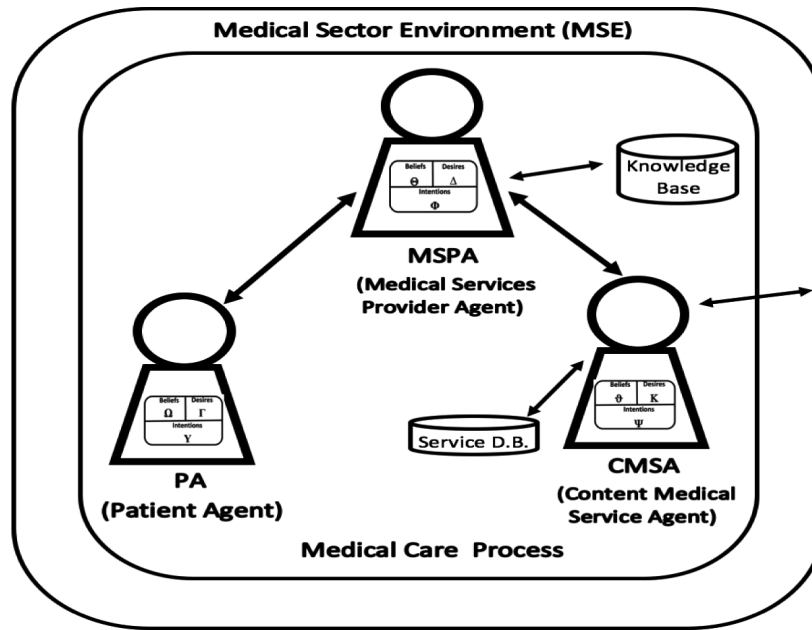 Medical Sector Environment (MSE)
Beliefs Desires
Θ Δ
Intentions
Φ
Knowledge
Base
MSPA
(Medical Services
Provider Agent)
Beliefs Desires
Ω Γ
Intentions
Υ
PA
(Patient Agent)
Beliefs Desires
ϑ Κ
Intentions
Ψ
Service D.B.
CMSA
(Content Medical
Service Agent)
Medical Care Process